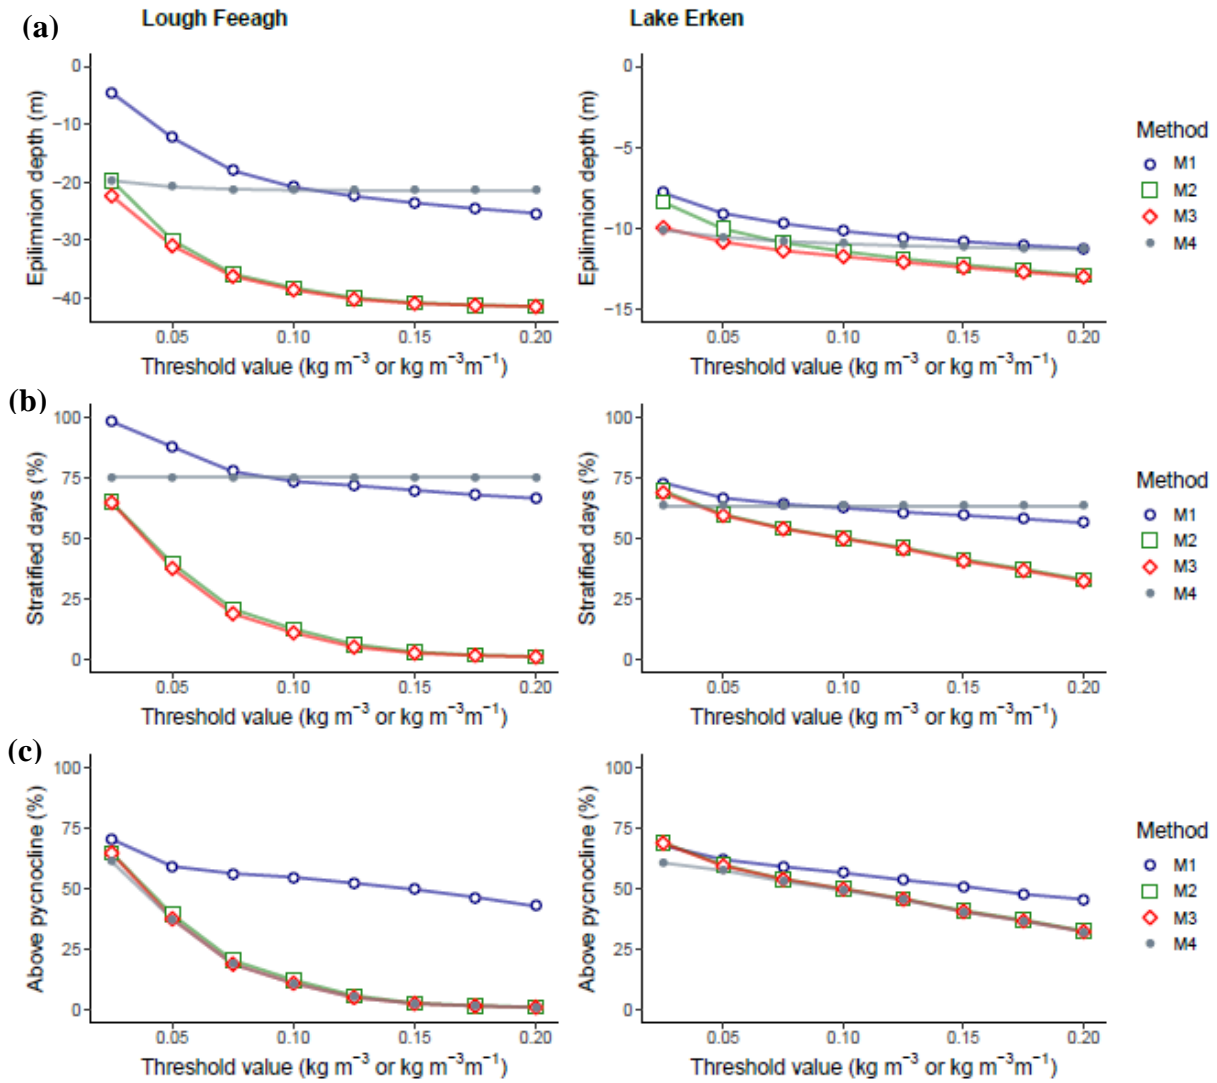 Lough Feeagh Lake Erken
(a)
Epilimnion depth (m)
0
−10
−20
−30
−40
0.05 0.10 0.15 0.20
Threshold value (kg m⁻³ or kg m⁻³m⁻¹)
Epilimnion depth (m)
0
−5
−10
−15
0.05 0.10 0.15 0.20
Threshold value (kg m⁻³ or kg m⁻³m⁻¹)
Method
M1
M2
M3
M4
(b)
Stratified days (%)
100
75
50
25
0
0.05 0.10 0.15 0.20
Threshold value (kg m⁻³ or kg m⁻³m⁻¹)
Stratified days (%)
100
75
50
25
0
0.05 0.10 0.15 0.20
Threshold value (kg m⁻³ or kg m⁻³m⁻¹)
Method
M1
M2
M3
M4
(c)
Above pycnocline (%)
100
75
50
25
0
0.05 0.10 0.15 0.20
Threshold value (kg m⁻³ or kg m⁻³m⁻¹)
Above pycnocline (%)
100
75
50
25
0
0.05 0.10 0.15 0.20
Threshold value (kg m⁻³ or kg m⁻³m⁻¹)
Method
M1
M2
M3
M4